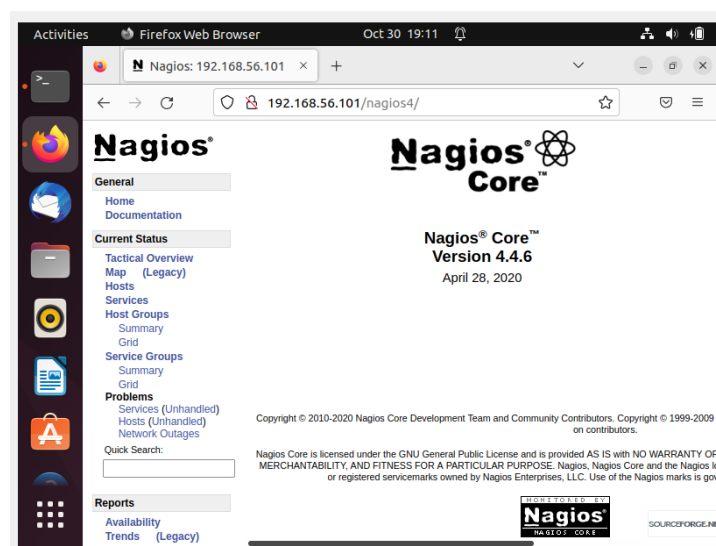 Activities Firefox Web Browser Oct 30 19:11
N Nagios: 192.168.56.101 × +
192.168.56.101/nagios4/
Nagios®
General
Home
Documentation
Current Status
Tactical Overview
Map (Legacy)
Hosts
Services
Host Groups
Summary
Grid
Service Groups
Summary
Grid
Problems
Services (Unhandled)
Hosts (Unhandled)
Network Outages
Quick Search:
Reports
Availability
Trends (Legacy)
Nagios®
Core™
Nagios® Core™
Version 4.4.6
April 28, 2020
Copyright © 2010-2020 Nagios Core Development Team and Community Contributors. Copyright © 1999-2009
on contributors.
Nagios Core is licensed under the GNU General Public License and is provided AS IS with NO WARRANTY OF
MERCHANTABILITY, AND FITNESS FOR A PARTICULAR PURPOSE. Nagios, Nagios Core and the Nagios
or registered servicemarks owned by Nagios Enterprises, LLC. Use of the Nagios marks is
MONITORED BY
Nagios®
NAGIOS CORE
SOURCEFORGE.